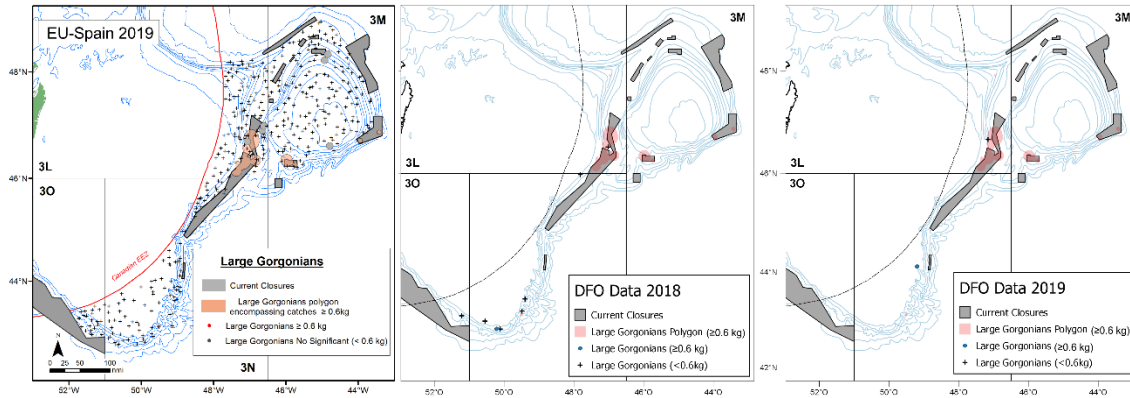 EU-Spain 2019
3M
3L
3O
3N
Canadian EEZ
48°N
46°N
44°N
Large Gorgonians
Current Closures
Large Gorgonians polygon
encompassing catches ≥ 0.6kg
Large Gorgonians ≥ 0.6 kg
Large Gorgonians No Significant (< 0.6 kg)
N
0 25 50 100
nmi
52°O 50°O 48°O 46°O 44°O
3M
3L
3O
DFO Data 2018
Current Closures
Large Gorgonians Polygon (≥0.6 kg)
Large Gorgonians (≥0.6 kg)
Large Gorgonians (<0.6kg)
52°W 50°W 48°W 46°W 44°W
3M
48°N
3L
46°N
3O
44°N
42°N
DFO Data 2019
Current Closures
Large Gorgonians Polygon (≥0.6 kg)
Large Gorgonians (≥0.6 kg)
Large Gorgonians (<0.6kg)
52°W 50°W 48°W 46°W 44°W